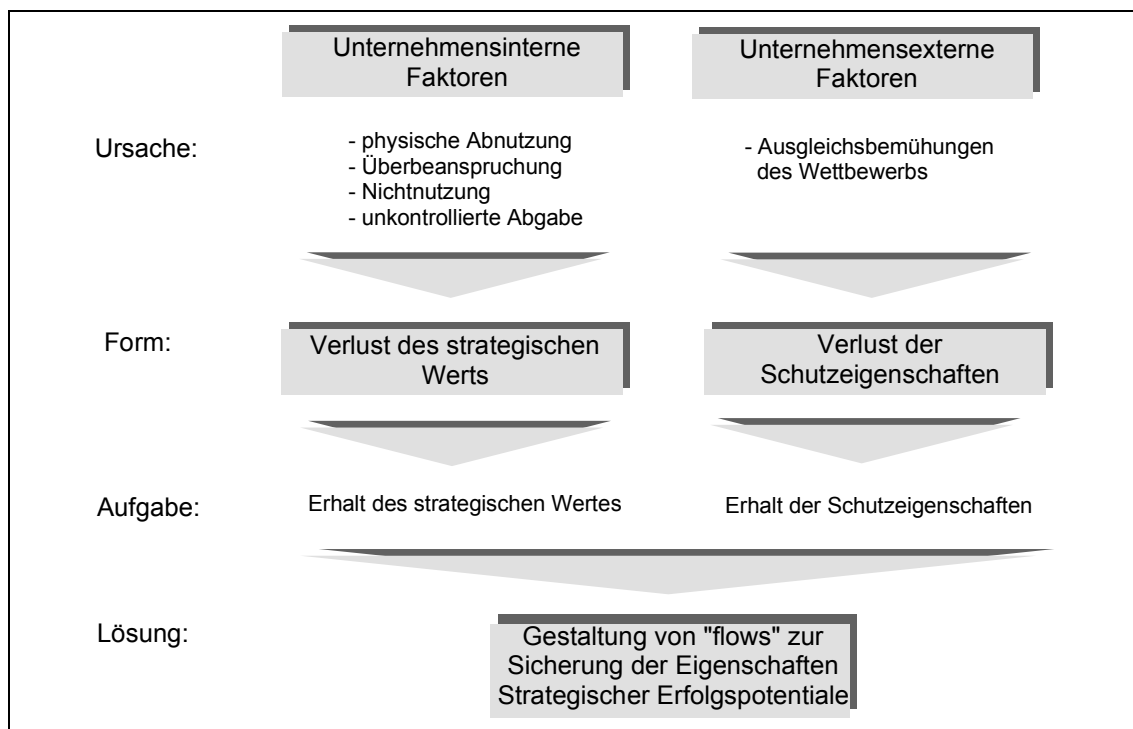 Unternehmensinterne
Faktoren
Unternehmensexterne
Faktoren
Ursache:
- physische Abnutzung
- Überbeanspruchung
- Nichtnutzung
- unkontrollierte Abgabe
- Ausgleichsbemühungen
des Wettbewerbs
Form:
Verlust des strategischen
Werts
Verlust der
Schutzeigenschaften
Aufgabe:
Erhalt des strategischen Wertes
Erhalt der Schutzeigenschaften
Lösung:
Gestaltung von "flows" zur
Sicherung der Eigenschaften
Strategischer Erfolgspotentiale